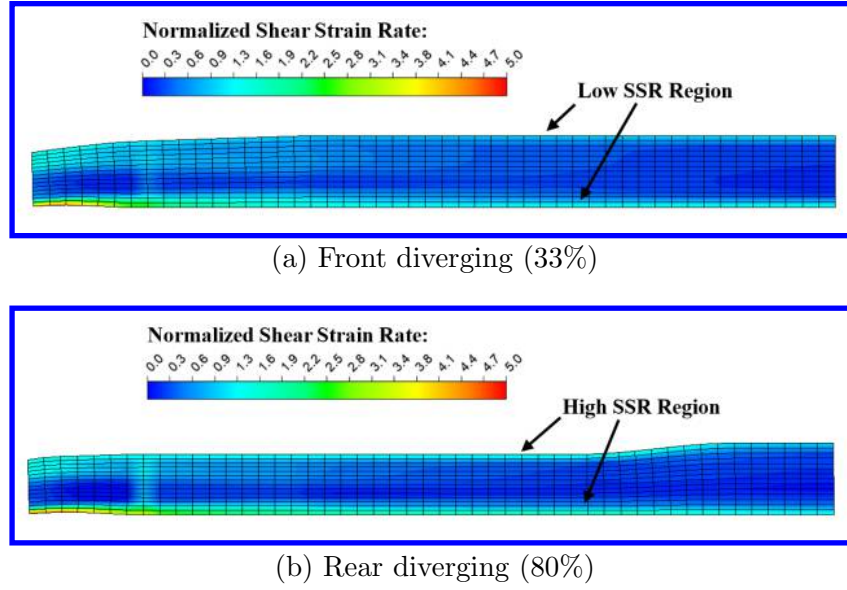 Normalized Shear Strain Rate:
0.0 0.3 0.6 0.9 1.3 1.6 1.9 2.2 2.5 2.8 3.1 3.4 3.8 4.1 4.4 4.7 5.0
Low SSR Region
(a) Front diverging (33%)
Normalized Shear Strain Rate:
0.0 0.3 0.6 0.9 1.3 1.6 1.9 2.2 2.5 2.8 3.1 3.4 3.8 4.1 4.4 4.7 5.0
High SSR Region
(b) Rear diverging (80%)